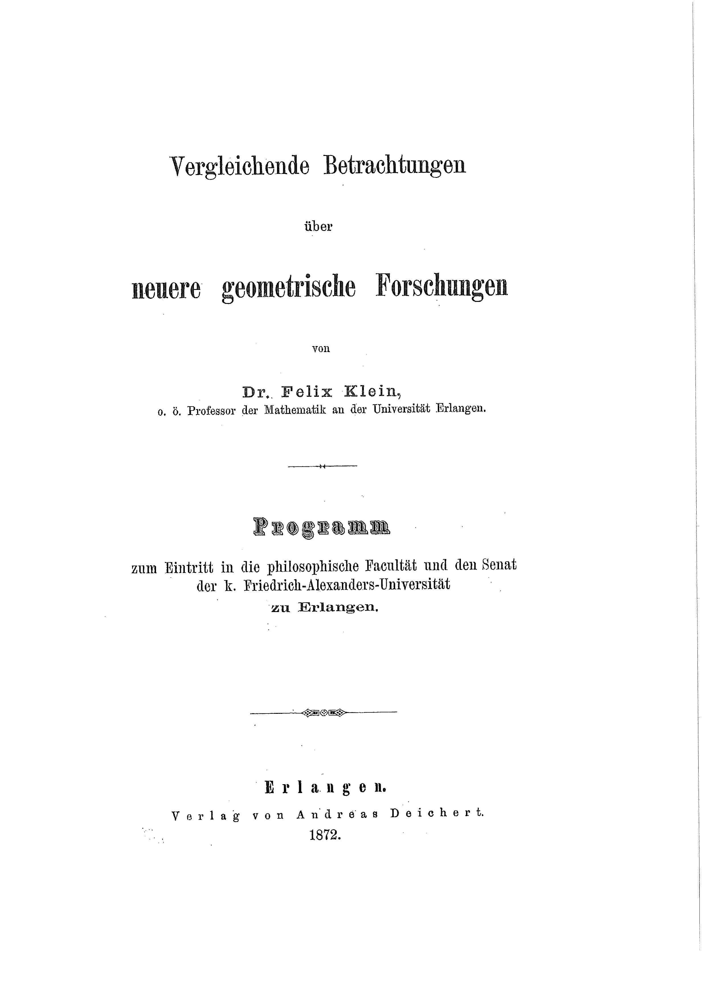 Vergleichende Betrachtungen
über
neuere geometrische Forschungen
von
Dr. Felix Klein,
o. ö. Professor der Mathematik an der Universität Erlangen.
Programm
zum Eintritt in die philosophische Facultät und den Senat
der k. Friedrich-Alexanders-Universität
zu Erlangen.
Erlangen.
Verlag von Andreas Deichert.
1872.